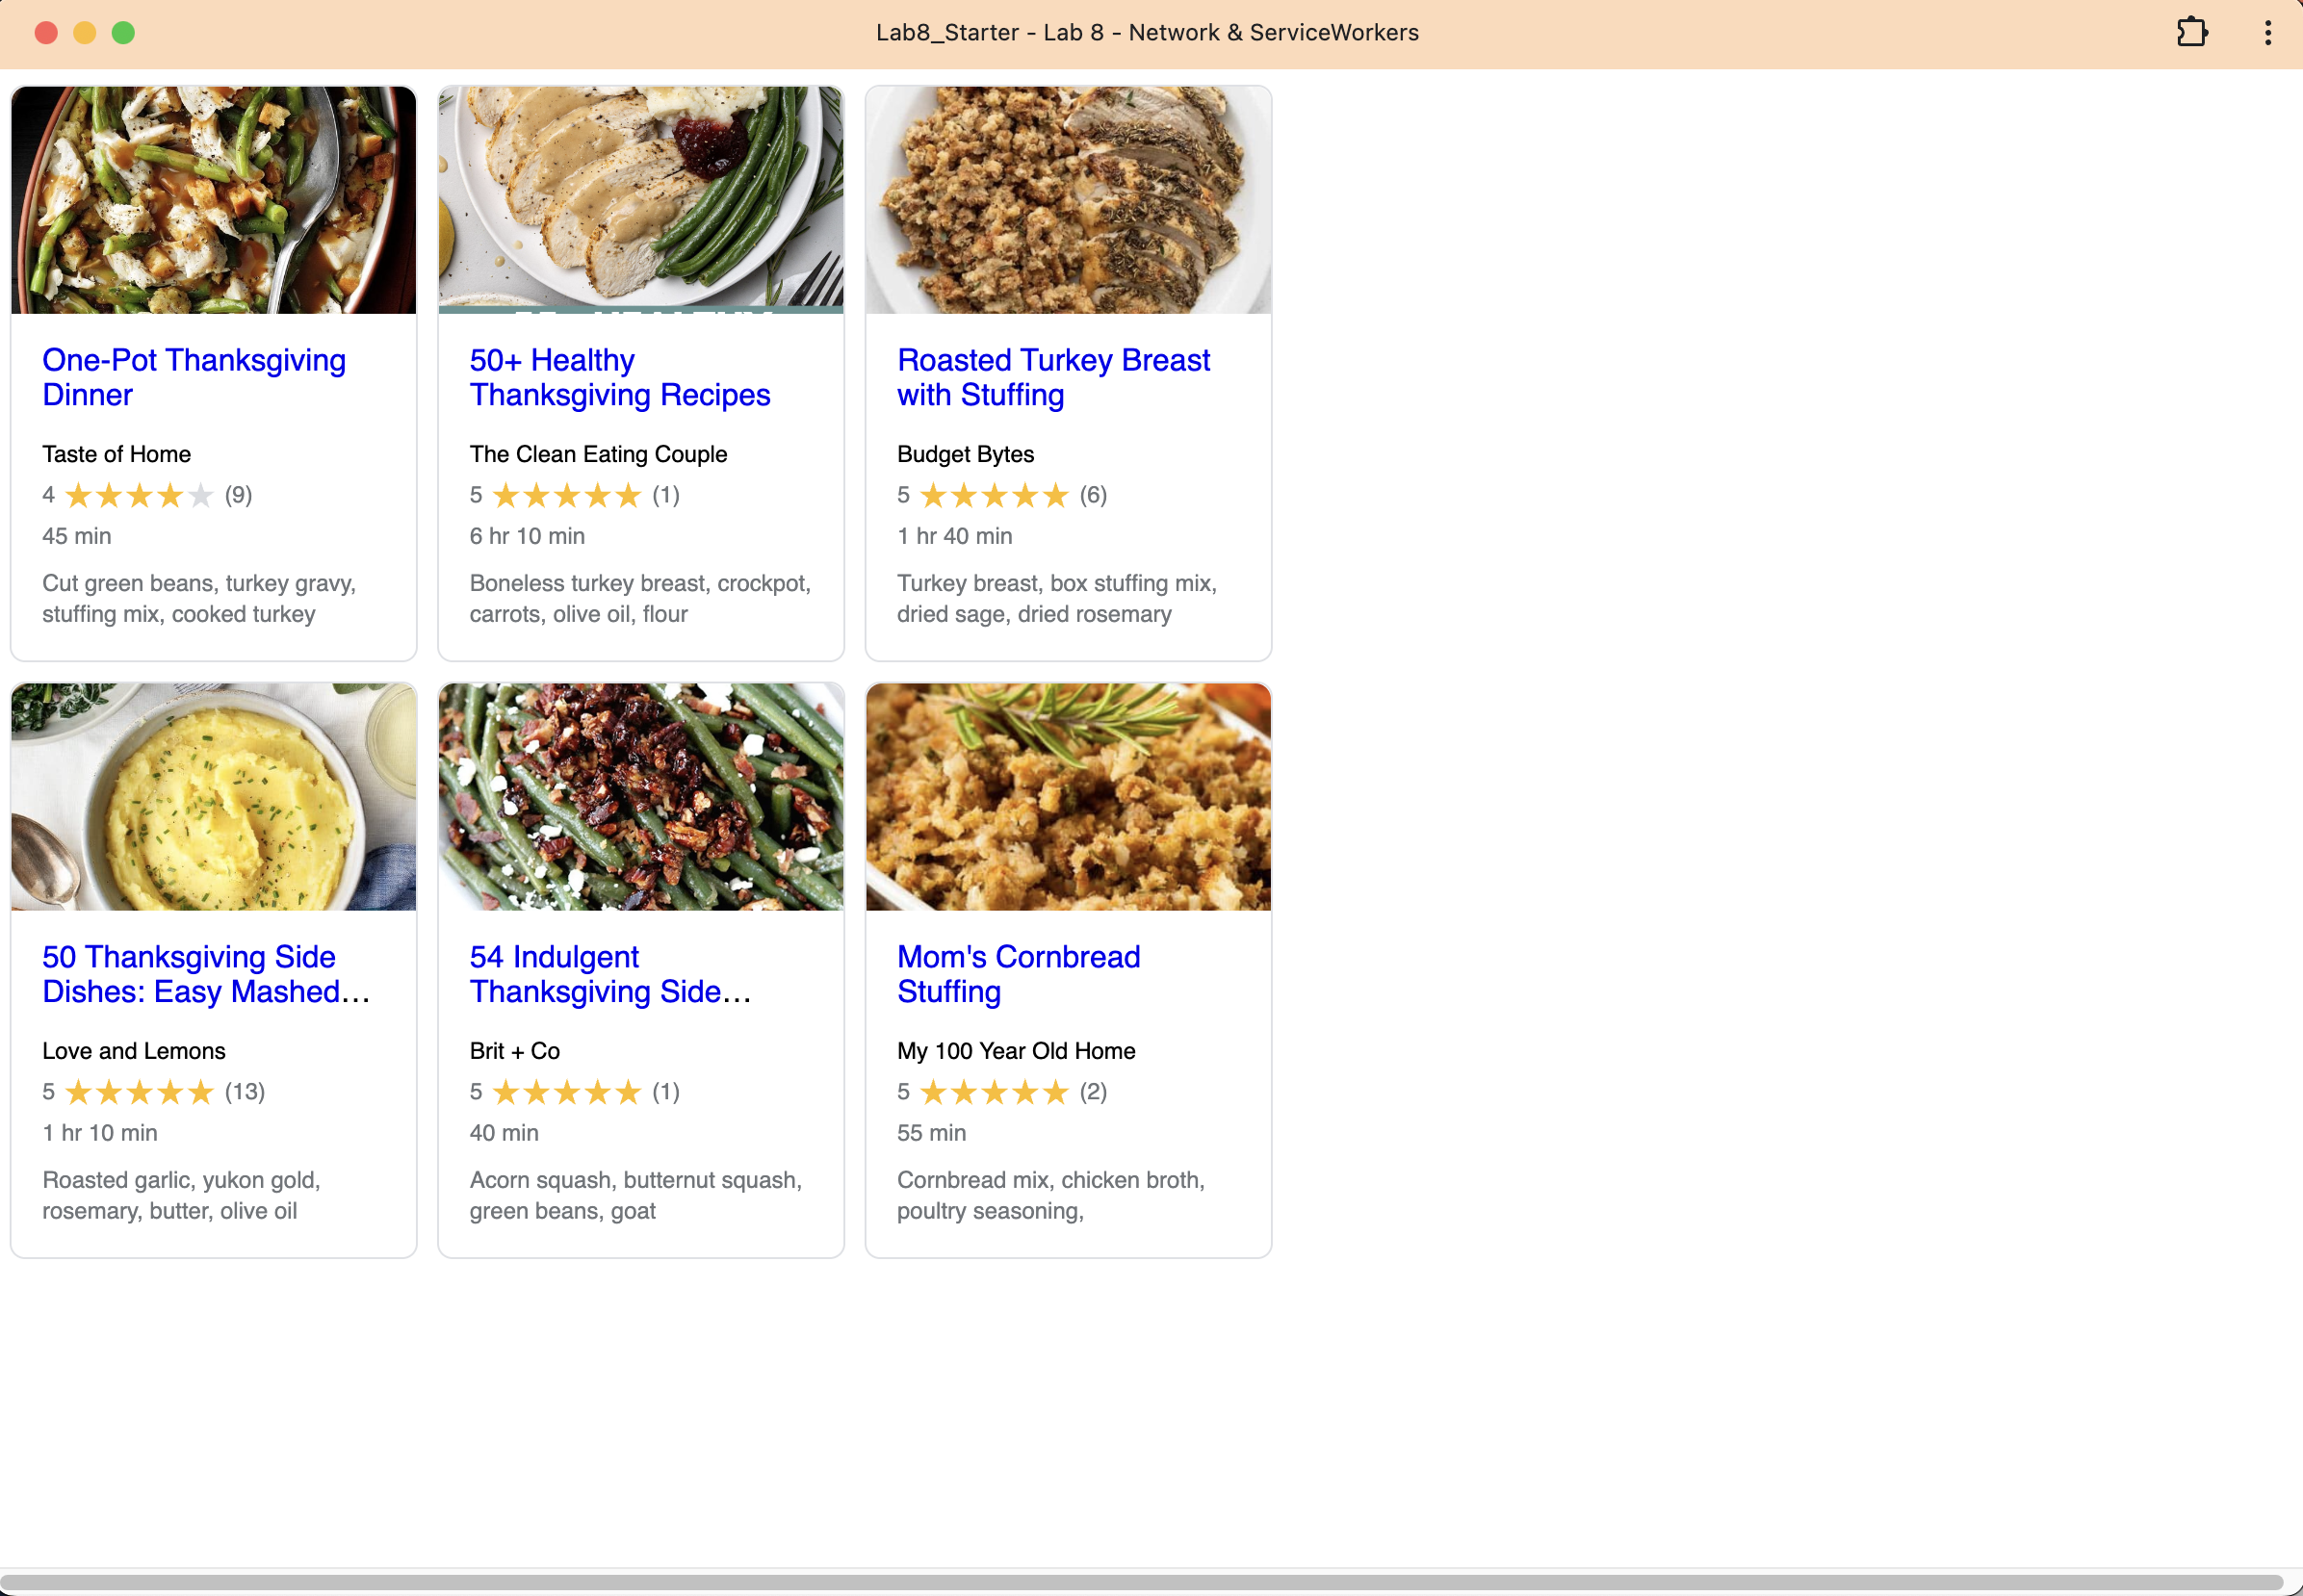 Lab8_Starter - Lab 8 - Network & ServiceWorkers
One-Pot Thanksgiving
Dinner
Taste of Home
4 ★★★★★ (9)
45 min
Cut green beans, turkey gravy,
stuffing mix, cooked turkey
50+ Healthy
Thanksgiving Recipes
The Clean Eating Couple
5 ★★★★★ (1)
6 hr 10 min
Boneless turkey breast, crockpot,
carrots, olive oil, flour
Roasted Turkey Breast
with Stuffing
Budget Bytes
5 ★★★★★ (6)
1 hr 40 min
Turkey breast, box stuffing mix,
dried sage, dried rosemary
50 Thanksgiving Side
Dishes: Easy Mashed...
Love and Lemons
5 ★★★★★ (13)
1 hr 10 min
Roasted garlic, yukon gold,
rosemary, butter, olive oil
54 Indulgent
Thanksgiving Side...
Brit + Co
5 ★★★★★ (1)
40 min
Acorn squash, butternut squash,
green beans, goat
Mom's Cornbread
Stuffing
My 100 Year Old Home
5 ★★★★★ (2)
55 min
Cornbread mix, chicken broth,
poultry seasoning,